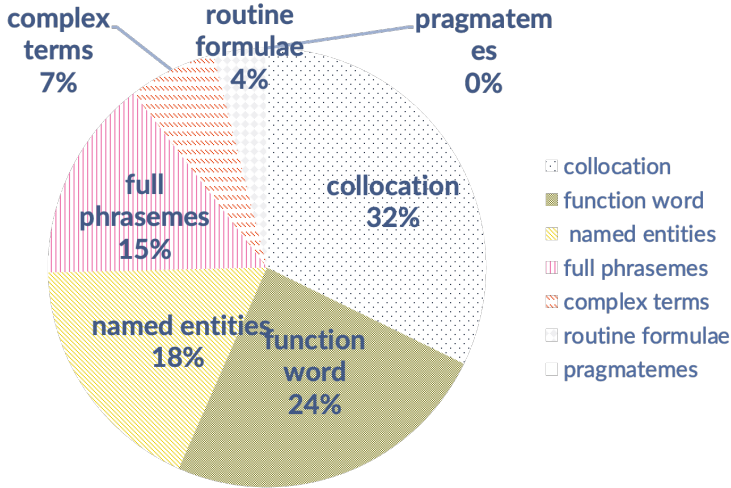 complex
terms
7%
routine
formulae
4%
pragmatem
es
0%
full
phrasemes
15%
collocation
32%
named entities
18%
function
word
24%
collocation
function word
named entities
full phrasemes
complex terms
routine formulae
pragmatemes